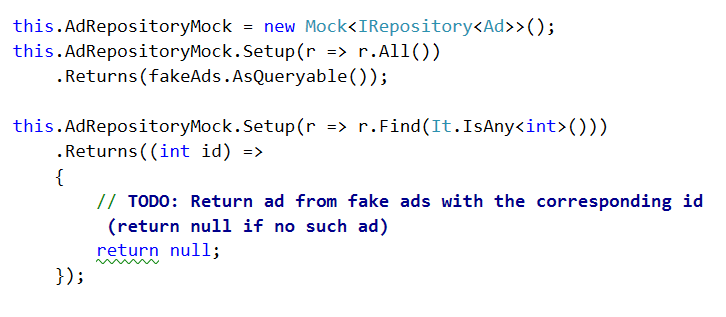 this.AdRepositoryMock = new Mock<IRepository<Ad>>();
this.AdRepositoryMock.Setup(r => r.All())
    .Returns(fakeAds.AsQueryable());

this.AdRepositoryMock.Setup(r => r.Find(It.IsAny<int>()))
    .Returns((int id) =>
    {
        // TODO: Return ad from fake ads with the corresponding id
         (return null if no such ad)
        return null;
    });